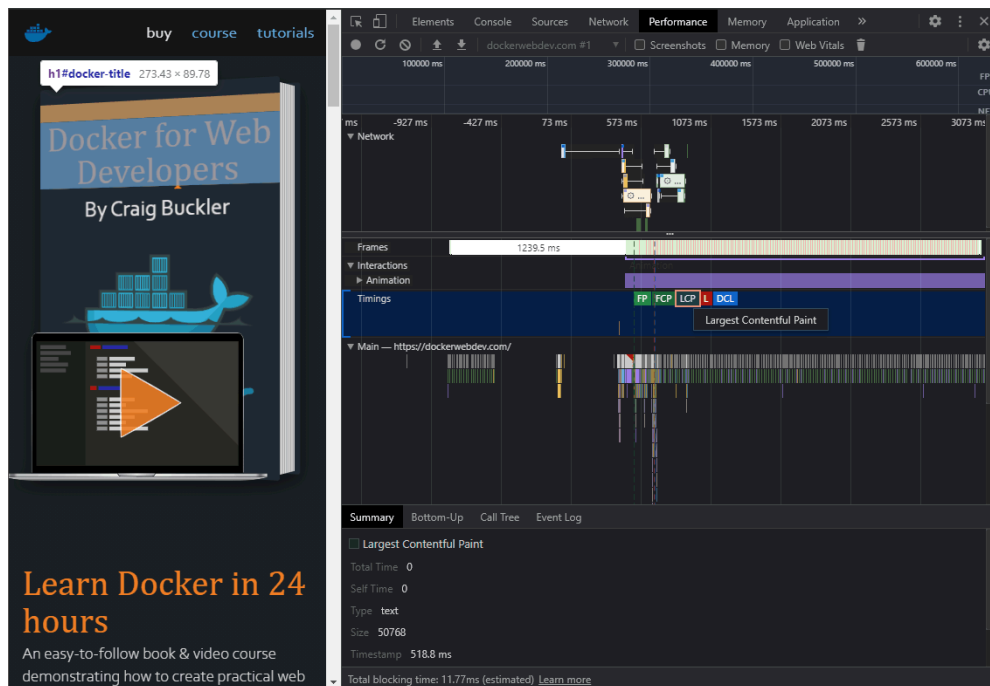 buy course tutorials
h1#docker-title 273.43 × 89.78
Docker for Web
Developers
By Craig Buckler
Learn Docker in 24
hours
An easy-to-follow book & video course
demonstrating how to create practical web
Elements Console Sources Network Performance Memory Application »
dockerwebdev.com #1 Screenshots Memory Web Vitals
100000 ms 200000 ms 300000 ms 400000 ms 500000 ms 600000 ms
FP
CPU
NET
ms -927 ms -427 ms 73 ms 573 ms 1073 ms 1573 ms 2073 ms 2573 ms 3073 ms
Network
...
...
Frames 1239.5 ms
Interactions
Animation
Timings FP FCP LCP L DCL
Largest Contentful Paint
Main — https://dockerwebdev.com/
Summary Bottom-Up Call Tree Event Log
Largest Contentful Paint
Total Time 0
Self Time 0
Type text
Size 50768
Timestamp 518.8 ms
Total blocking time: 11.77ms (estimated) Learn more